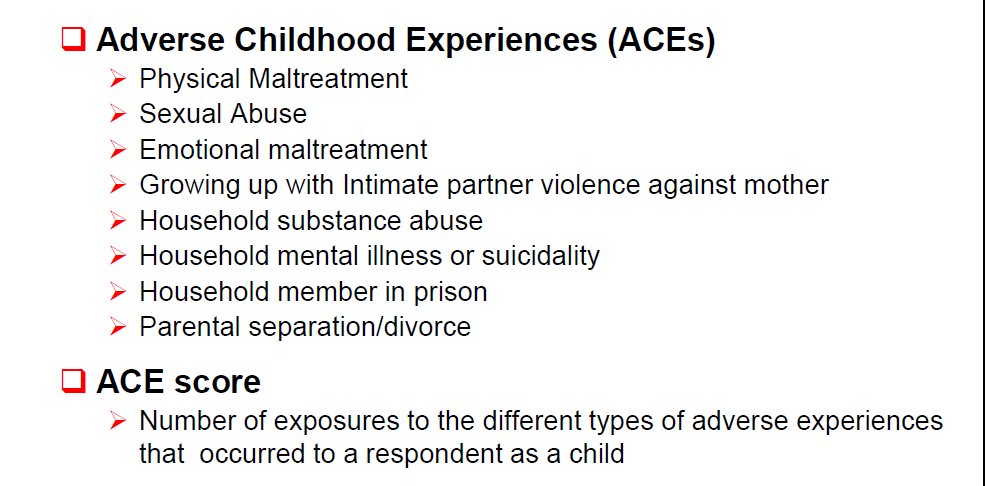 Adverse Childhood Experiences (ACEs)
Physical Maltreatment
Sexual Abuse
Emotional maltreatment
Growing up with Intimate partner violence against mother
Household substance abuse
Household mental illness or suicidality
Household member in prison
Parental separation/divorce
ACE score
Number of exposures to the different types of adverse experiences
that  occurred to a respondent as a child